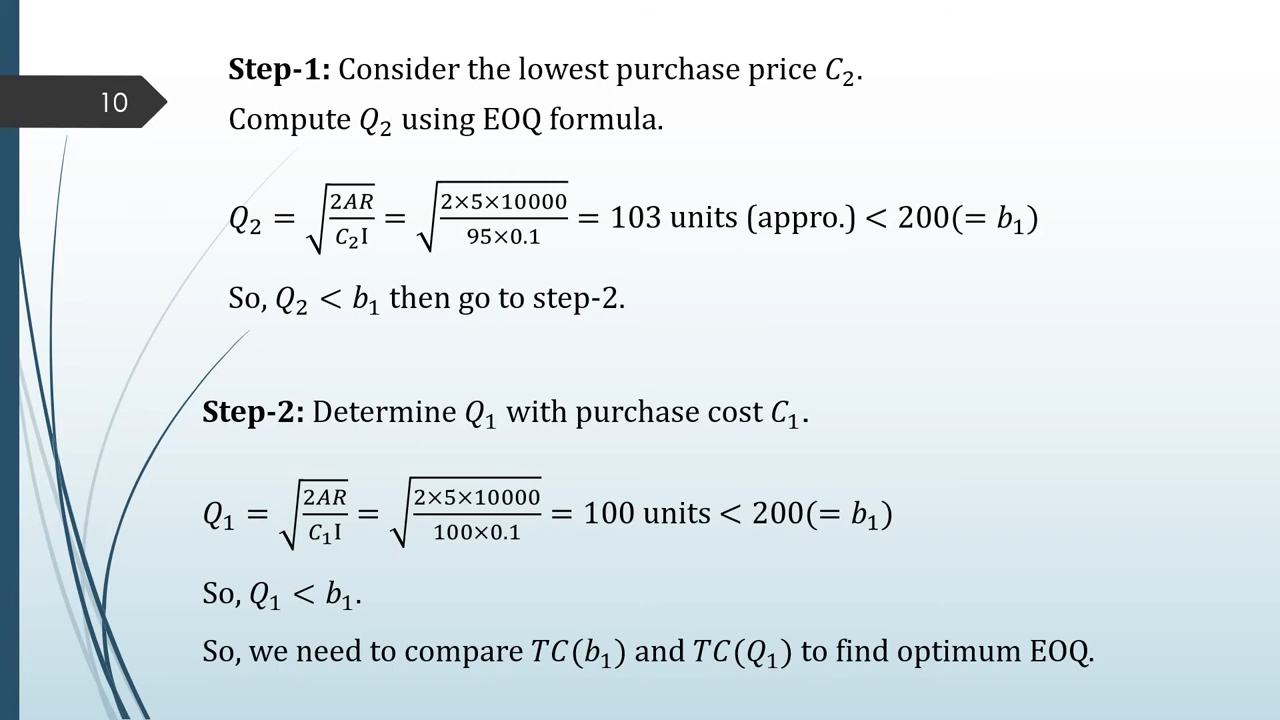 10
Step-1: Consider the lowest purchase price C₂.
Compute Q₂ using EOQ formula.
Q₂ = √(2AR/C₂I) = √(2×5×10000/95×0.1) = 103 units (appro.) < 200(= b₁)
So, Q₂ < b₁ then go to step-2.
Step-2: Determine Q₁ with purchase cost C₁.
Q₁ = √(2AR/C₁I) = √(2×5×10000/100×0.1) = 100 units < 200(= b₁)
So, Q₁ < b₁.
So, we need to compare TC(b₁) and TC(Q₁) to find optimum EOQ.